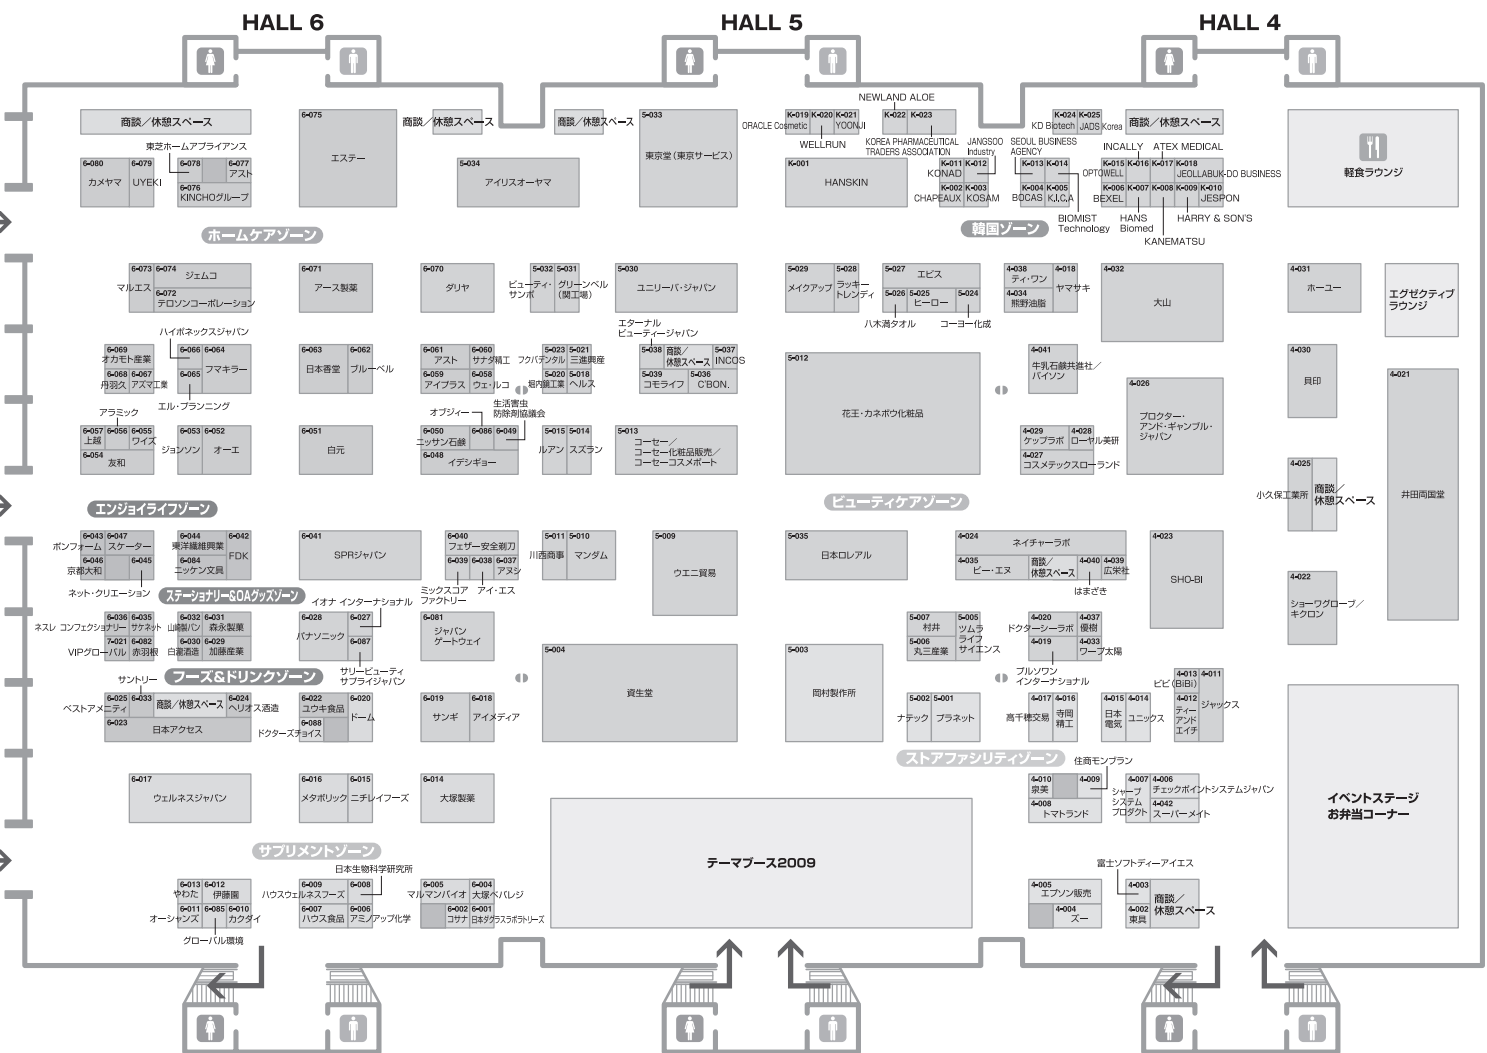 HALL 6
HALL 5
HALL 4
商談／休憩スペース
東芝ホームアプライアンス
6-080
カメヤマ
6-079
UYEKI
6-078
6-077
アスト
6-076
KINCHOグループ
6-075
エステー
商談／休憩スペース
5-034
アイリスオーヤマ
商談／休憩スペース
5-033
東京堂(東京サービス)
K-019
ORACLE Cosmetic
K-020
WELLRUN
K-021
YOONJI
NEWLAND ALOE
K-022
K-023
KOREA PHARMACEUTICAL
TRADERS ASSOCIATION
K-001
HANSKIN
JANGSOO
Industry
K-011
KONAD
K-012
K-002
CHAPEAUX
K-003
KOSAM
SEOUL BUSINESS
AGENCY
K-013
K-014
K-004
BOCAS
K-005
K.I.C.A
BIOMIST
Technology
K-024
KD Biotech
K-025
JADS Korea
商談／休憩スペース
INCALLY
ATEX MEDICAL
K-015
OPTOWELL
K-016
K-017
K-018
JEOLLABUK-DO BUSINESS
K-006
BEXEL
K-007
HANS
Biomed
K-008
KANEMATSU
K-009
HARRY & SON'S
K-010
JESPON
軽食ラウンジ
ホームケアゾーン
韓国ゾーン
6-073
マルエス
6-074
ジェムコ
6-072
テロソンコーポレーション
6-071
アース製薬
6-070
ダリヤ
5-032
ビューティ・
サンボ
5-031
グリーンベル
(関工場)
5-030
ユニリーバ・ジャパン
5-029
メイクアップ
5-028
ラッキー
トレンディ
5-027
エビス
5-026
八木満タオル
5-025
ヒーロー
5-024
コーヨー化成
4-038
ティ・ワン
4-034
熊野油脂
4-018
ヤマサキ
4-032
大山
4-031
ホーユー
エグゼクティブ
ラウンジ
ハイポネックスジャパン
6-069
オカモト産業
6-068
丹羽久
6-067
アズマ工業
6-066
6-065
エル・プランニング
6-064
フマキラー
6-063
日本香堂
6-062
ブルーベル
6-061
アスト
6-060
サナダ精工
6-059
アイプラス
6-058
ウェ・ルコ
5-023
フクバデンタル
5-021
三進興産
5-020
堀内鏡工業
5-018
ヘルス
エターナル
ビューティージャパン
5-038
商談／
休憩スペース
5-037
INCOS
5-039
コモライフ
5-036
C'BON.
5-012
花王・カネボウ化粧品
4-041
牛乳石鹸共進社／
バイソン
4-026
プロクター・
アンド・ギャンブル・
ジャパン
4-030
貝印
4-021
井田両国堂
アラミック
6-057
上越
6-056
6-055
ワイズ
6-054
友和
6-053
ジョンソン
6-052
オーエ
6-051
白元
オブジィー
生活害虫
防除剤協議会
6-050
ニッサン石鹸
6-086
6-049
6-048
イデシギョー
5-015
ルアン
5-014
スズラン
5-013
コーセー／
コーセー化粧品販売／
コーセーコスメポート
4-029
ケップラボ
4-028
ローヤル美研
4-027
コスメテックスローランド
4-025
小久保工業所
商談／
休憩スペース
エンジョイライフゾーン
ビューティケアゾーン
6-043
ボンフォーム
6-047
スケーター
6-046
京都大和
6-045
ネット・クリエーション
6-044
東洋繊維興業
6-042
FDK
6-084
ニッケン文具
6-041
SPRジャパン
6-040
フェザー安全剃刀
6-039
ミックスコア
ファクトリー
6-038
アイ・エス
6-037
アヌシ
5-011
川西商事
5-010
マンダム
5-009
ウエニ貿易
5-035
日本ロレアル
4-024
ネイチャーラボ
4-035
ビー・エヌ
商談／
休憩スペース
4-040
はまざき
4-039
広栄社
4-023
SHO-BI
4-022
ショーワグローブ／
キクロン
ステーショナリー&OAグッズゾーン
6-036
ネスレ コンフェクショナリー
6-035
サケネット
7-021
VIPグローバル
6-082
赤羽根
6-032
山崎製パン
6-031
森永製菓
6-030
白瀧酒造
6-029
加藤産業
イオナ インターナショナル
6-028
パナソニック
6-027
6-087
サリービューティ
サプライジャパン
6-081
ジャパン
ゲートウェイ
5-004
資生堂
5-003
岡村製作所
5-007
村井
5-006
丸三産業
5-005
ツムラ
ライフ
サイエンス
4-020
ドクターシーラボ
4-037
優樹
4-019
プルソワン
インターナショナル
4-033
ワープ太陽
フーズ&ドリンクゾーン
サントリー
6-025
ベストアメニティ
6-033
商談／休憩スペース
6-024
ヘリオス酒造
6-023
日本アクセス
6-022
ユウキ食品
6-088
ドクターズチョイス
6-020
ドーム
6-019
サンギ
6-018
アイメディア
5-002
ナテック
5-001
プラネット
4-017
高千穂交易
4-016
寺岡
精工
4-015
日本
電気
4-014
ユニックス
4-013
ビビ(BiBi)
4-012
ティー
アンド
エイチ
4-011
ジャックス
ストアファシリティゾーン
6-017
ウェルネスジャパン
6-016
メタボリック
6-015
ニチレイフーズ
6-014
大塚製薬
テーマブース2009
住商モンブラン
4-010
泉美
4-009
4-008
トマトランド
4-007
シャープ
システム
プロダクト
4-006
チェックポイントシステムジャパン
4-042
スーパーメイト
イベントステージ
お弁当コーナー
サプリメントゾーン
6-013
やわた
6-012
伊藤園
6-011
オーシャンズ
6-085
グローバル環境
6-010
カクダイ
日本生物科学研究所
6-009
ハウスウェルネスフーズ
6-008
6-007
ハウス食品
6-006
アミノアップ化学
6-005
マルマンバイオ
6-004
大塚ベバレジ
6-002
コサナ
6-001
日本ダグラスラボラトリーズ
4-005
エプソン販売
4-004
ズー
富士ソフトディーアイエス
4-003
商談／
休憩スペース
4-002
東具